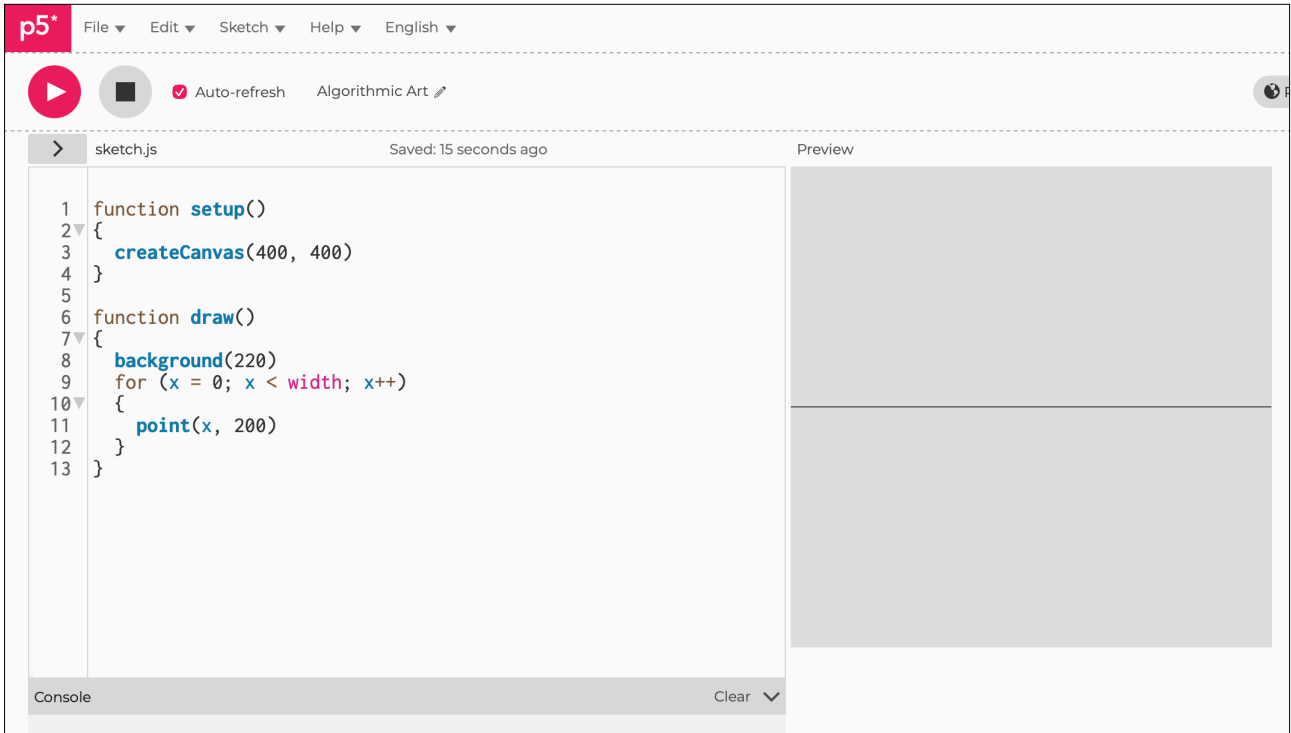 p5* File Edit Sketch Help English
Auto-refresh Algorithmic Art
sketch.js Saved: 15 seconds ago Preview
1 function setup()
2 {
3 createCanvas(400, 400)
4 }
5
6 function draw()
7 {
8 background(220)
9 for (x = 0; x < width; x++)
10 {
11 point(x, 200)
12 }
13 }
Console Clear